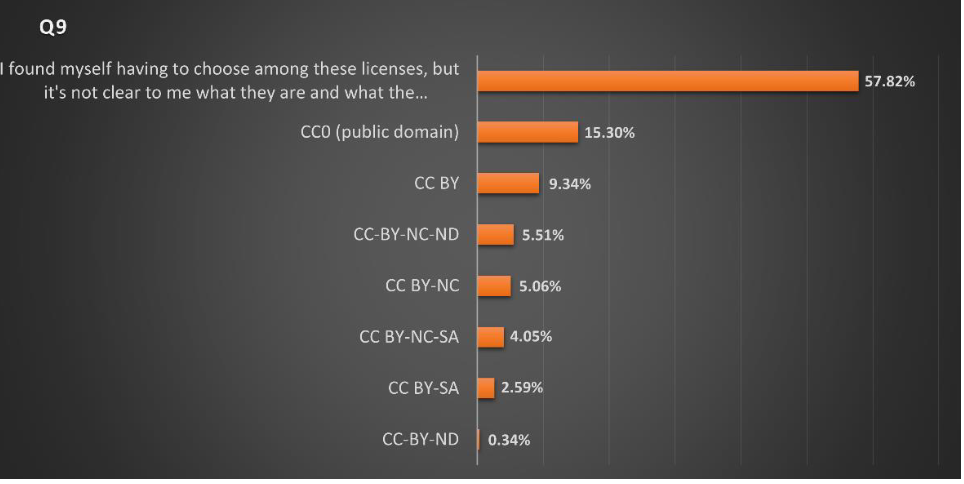 Q9
I found myself having to choose among these licenses, but
it's not clear to me what they are and what the...
57.82%
CC0 (public domain)
15.30%
CC BY
9.34%
CC-BY-NC-ND
5.51%
CC BY-NC
5.06%
CC BY-NC-SA
4.05%
CC BY-SA
2.59%
CC-BY-ND
0.34%